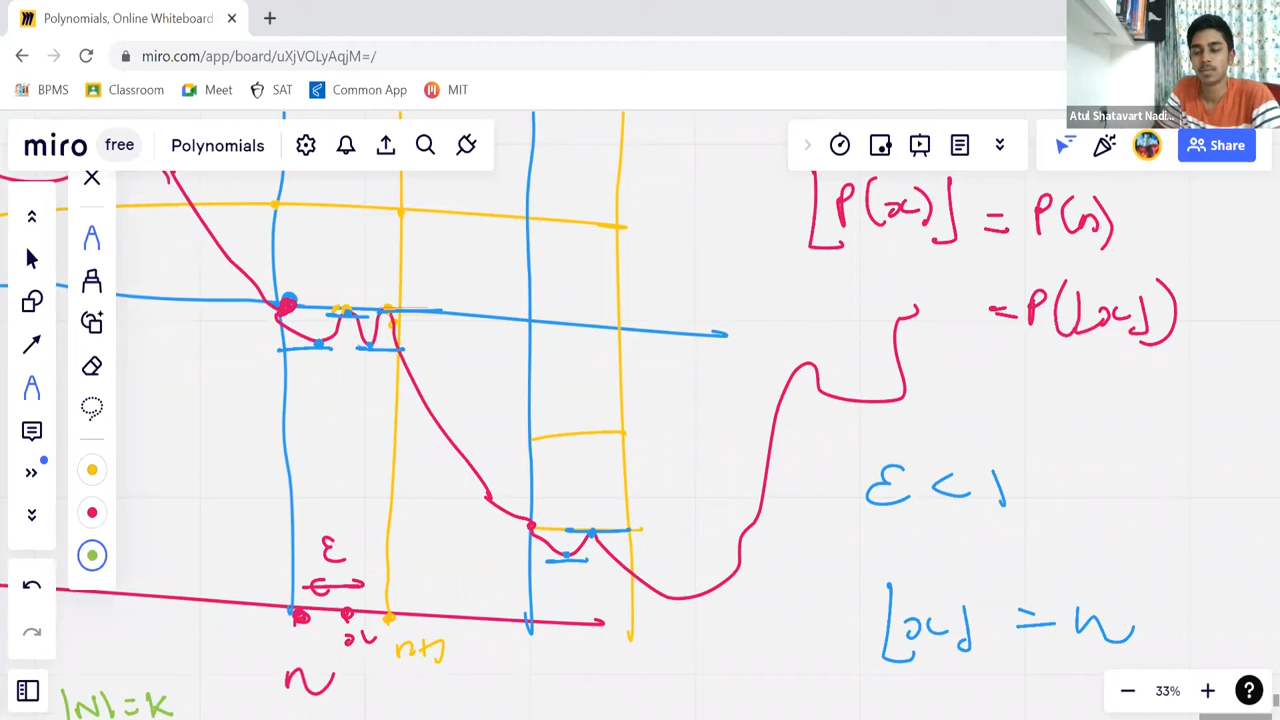 Polynomials, Online Whiteboard
miro.com/app/board/uXjVOLyAqjM=/
BPMS Classroom Meet SAT Common App MIT
Atul Shatavart Nadi...
miro free Polynomials
Share
⌊P(x)⌋ = P(n)
= P(⌊x⌋)
ε < 1
ε
⌊x⌋ = n
x
n+1
N
|N| = K
33%